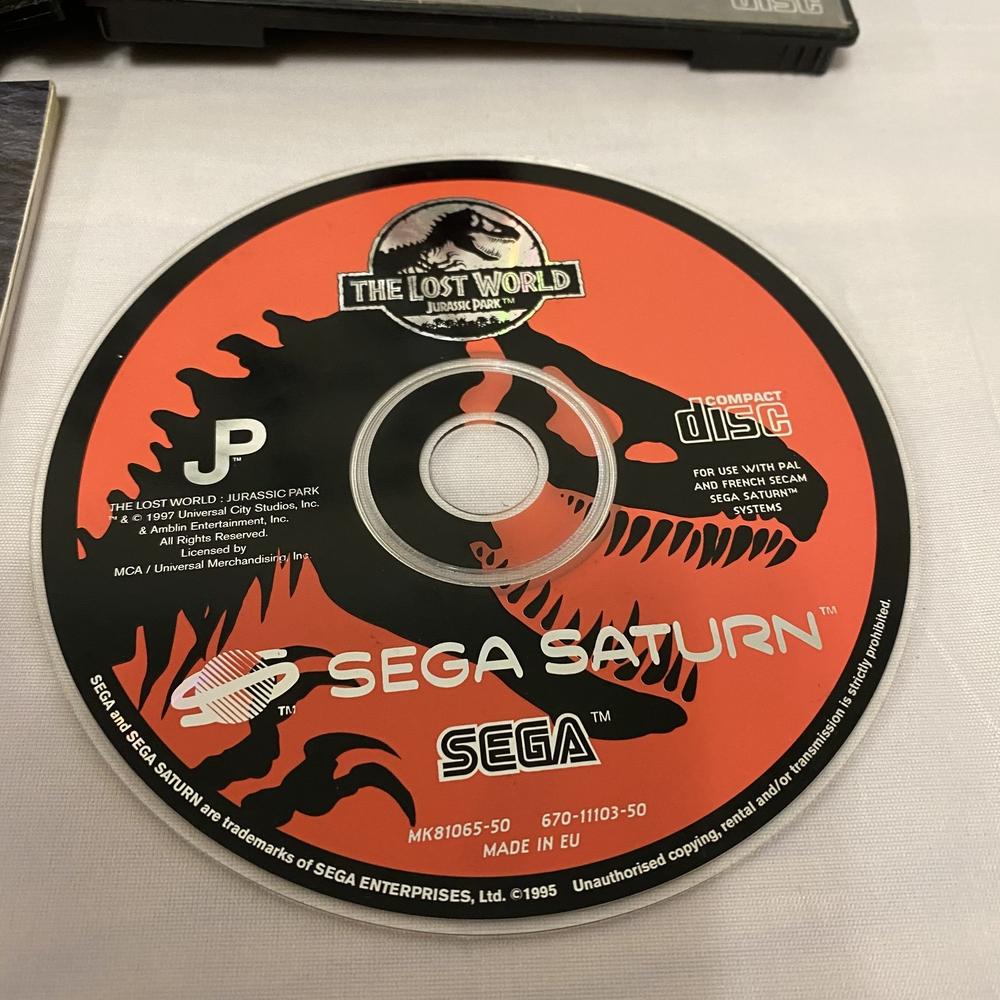 disc
THE LOST WORLD
JURASSIC PARK™
JP™
COMPACT
disc
FOR USE WITH PAL
AND FRENCH SECAM
SEGA SATURN™
SYSTEMS
THE LOST WORLD : JURASSIC PARK
™ & © 1997 Universal City Studios, Inc.
& Amblin Entertainment, Inc.
All Rights Reserved.
Licensed by
MCA / Universal Merchandising, Inc.
TM
SEGA SATURN™
SEGA™
MK81065-50 670-11103-50
MADE IN EU
SEGA and SEGA SATURN are trademarks of SEGA ENTERPRISES, Ltd. ©1995 Unauthorised copying, rental and/or transmission is strictly prohibited.